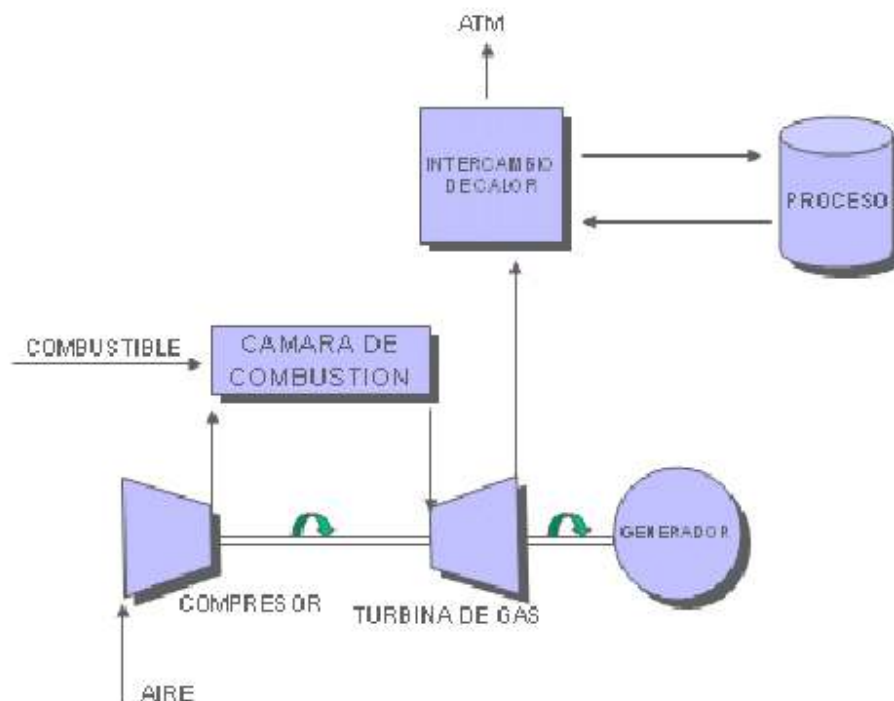 ATM
INTERCAMBIO
DE CALOR
PROCESO
COMBUSTIBLE
CAMARA DE
COMBUSTION
GENERADOR
COMPRESOR
TURBINA DE GAS
AIRE